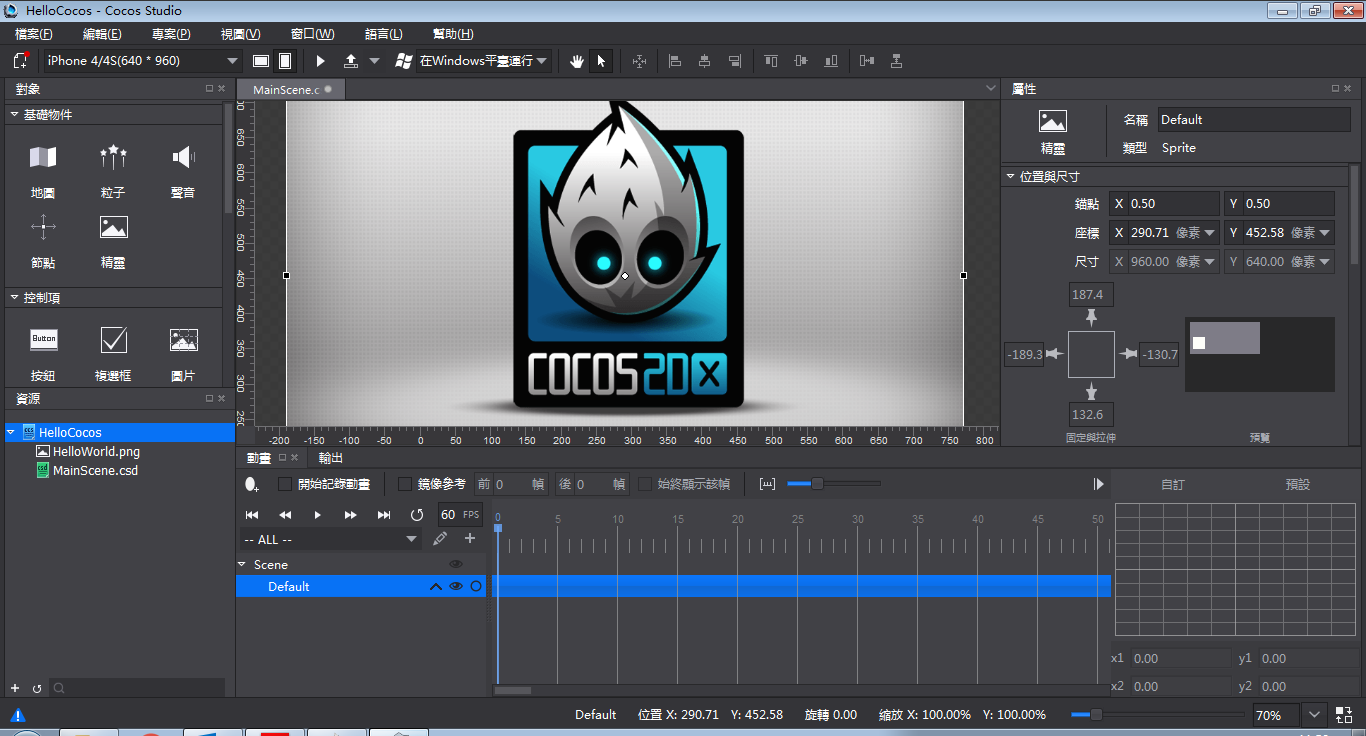 HelloCocos - Cocos Studio
檔案(F) 編輯(E) 專案(P) 視圖(V) 窗口(W) 語言(L) 幫助(H)
iPhone 4/4S(640 * 960) 在Windows平臺運行
對象
基礎物件
地圖 粒子 聲音
節點 精靈
控制項
Button
按鈕 複選框 圖片
資源
HelloCocos
HelloWorld.png
MainScene.csd
MainScene.c
650
600
550
500
450
400
350
300
COCOS 2D X
-200 -150 -100 -50 0 50 100 150 200 250 300 350 400 450 500 550 600 650 700 750 800
屬性
精靈
名稱 Default
類型 Sprite
位置與尺寸
錨點 X 0.50 Y 0.50
座標 X 290.71 像素 Y 452.58 像素
尺寸 X 960.00 像素 Y 640.00 像素
187.4
-189.3 -130.7
132.6
固定與拉伸 預覽
動畫 輸出
開始記錄動畫 鏡像參考 前 0 幀 後 0 幀 始終顯示該幀
60 FPS
-- ALL --
0 5 10 15 20 25 30 35 40 45 50
Scene
Default
自訂 預設
x1 0.00 y1 0.00
x2 0.00 y2 0.00
Default 位置 X: 290.71 Y: 452.58 旋轉 0.00 縮放 X: 100.00% Y: 100.00% 70%